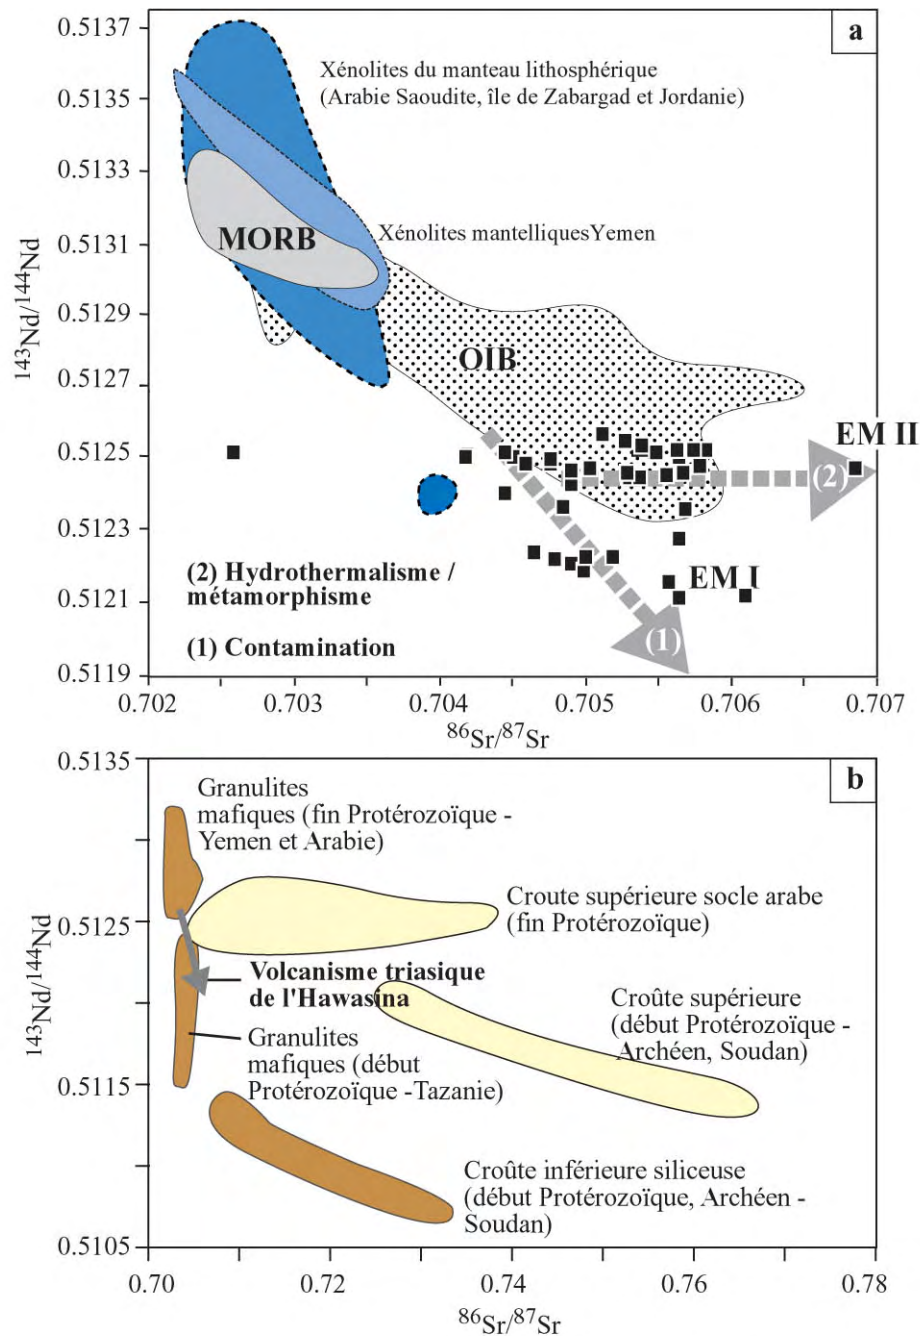 0.5137
a
Xénolites du manteau lithosphérique
(Arabie Saoudite, île de Zabargad et Jordanie)
0.5135
0.5133
MORB
Xénolites mantelliquesYemen
0.5131
143Nd/144Nd
0.5129
OIB
0.5127
EM II
0.5125
(2)
0.5123
(2) Hydrothermalisme /
métamorphisme
EM I
0.5121
(1) Contamination
(1)
0.5119
0.702
0.703
0.704
0.705
0.706
0.707
86Sr/87Sr
0.5135
b
Granulites
mafiques (fin Protérozoïque -
Yemen et Arabie)
Croute supérieure socle arabe
(fin Protérozoïque)
0.5125
143Nd/144Nd
Volcanisme triasique
de l'Hawasina
Croûte supérieure
(début Protérozoïque -
Archéen, Soudan)
Granulites
mafiques (début
Protérozoïque -Tazanie)
0.5115
Croûte inférieure siliceuse
(début Protérozoïque, Archéen -
Soudan)
0.5105
0.70
0.72
0.74
0.76
0.78
86Sr/87Sr